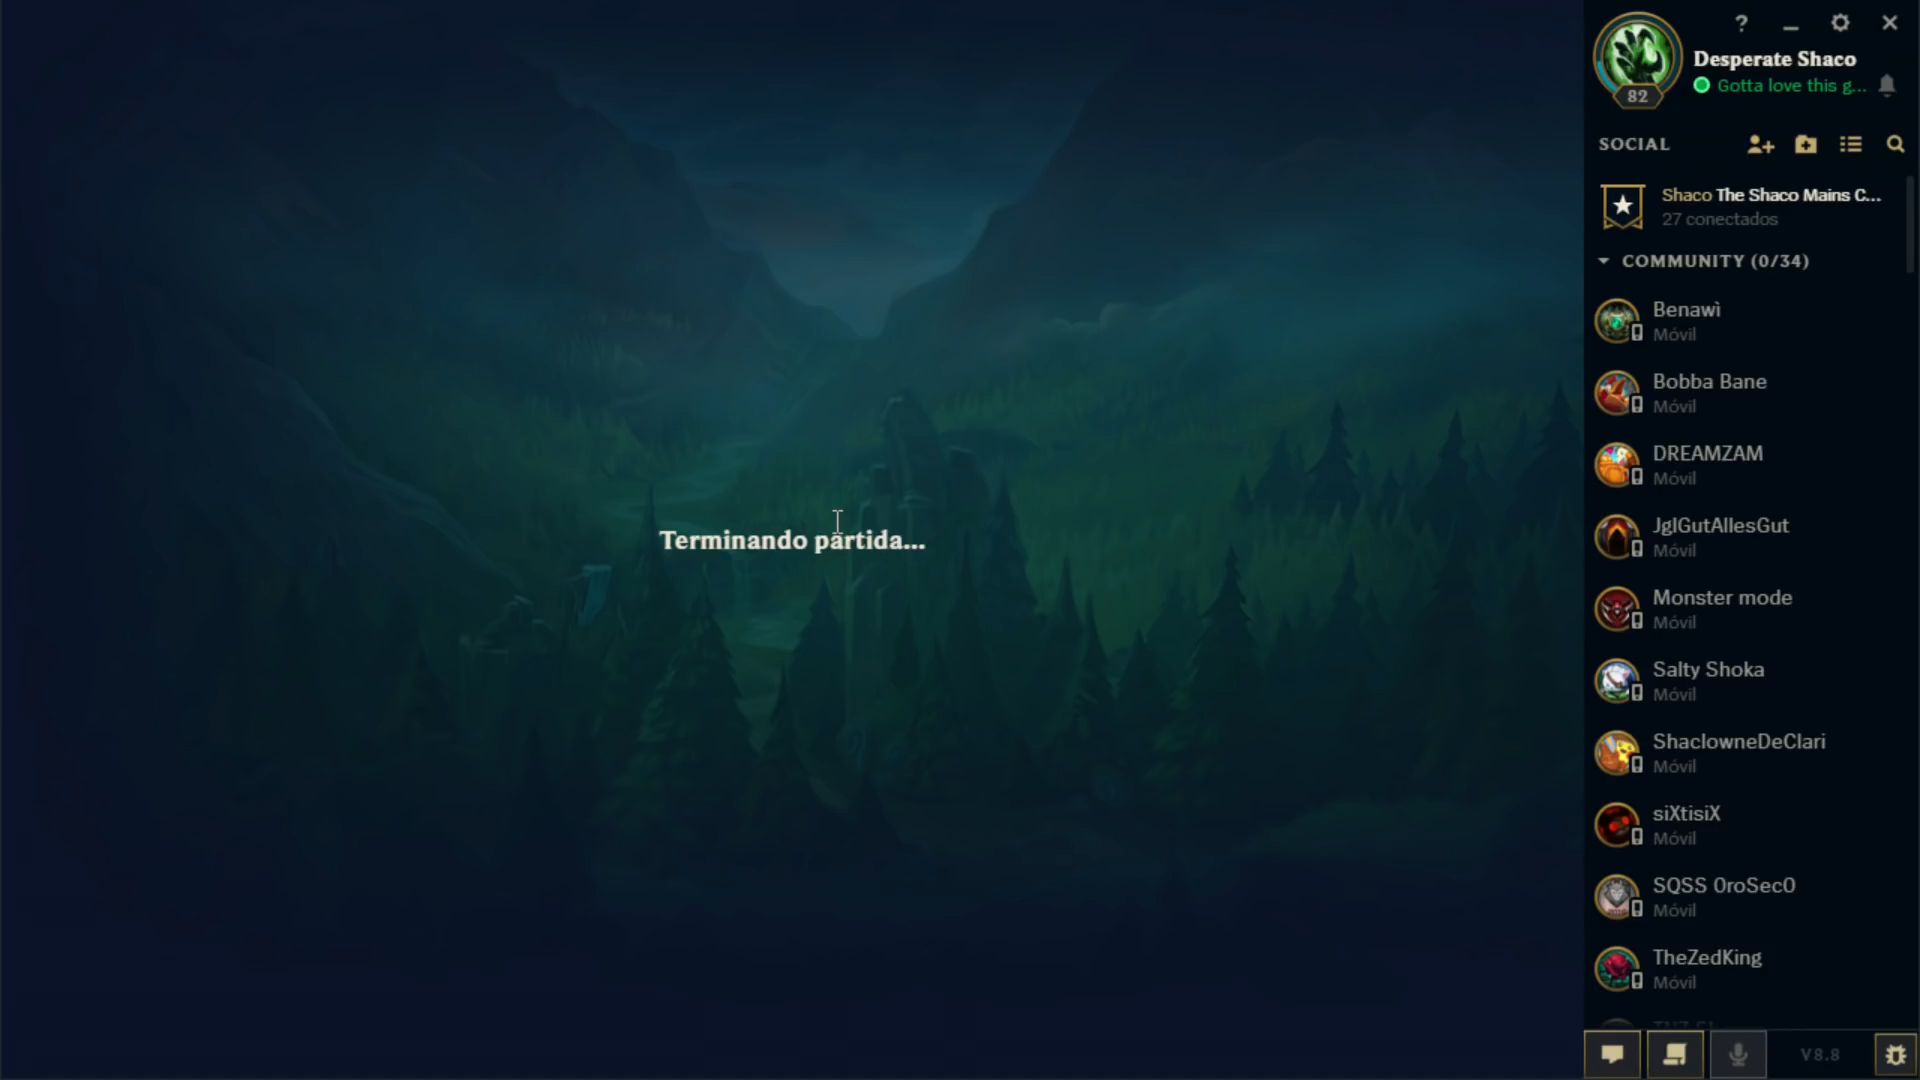 ?
Desperate Shaco
Gotta love this g...
82
SOCIAL
Shaco The Shaco Mains C...
27 conectados
COMMUNITY (0/34)
Benawì
Móvil
Bobba Bane
Móvil
DREAMZAM
Móvil
JglGutAllesGut
Móvil
Monster mode
Móvil
Salty Shoka
Móvil
ShaclowneDeClari
Móvil
siXtisiX
Móvil
SQSS 0roSecO
Móvil
TheZedKing
Móvil
Terminando partida...
V8.8